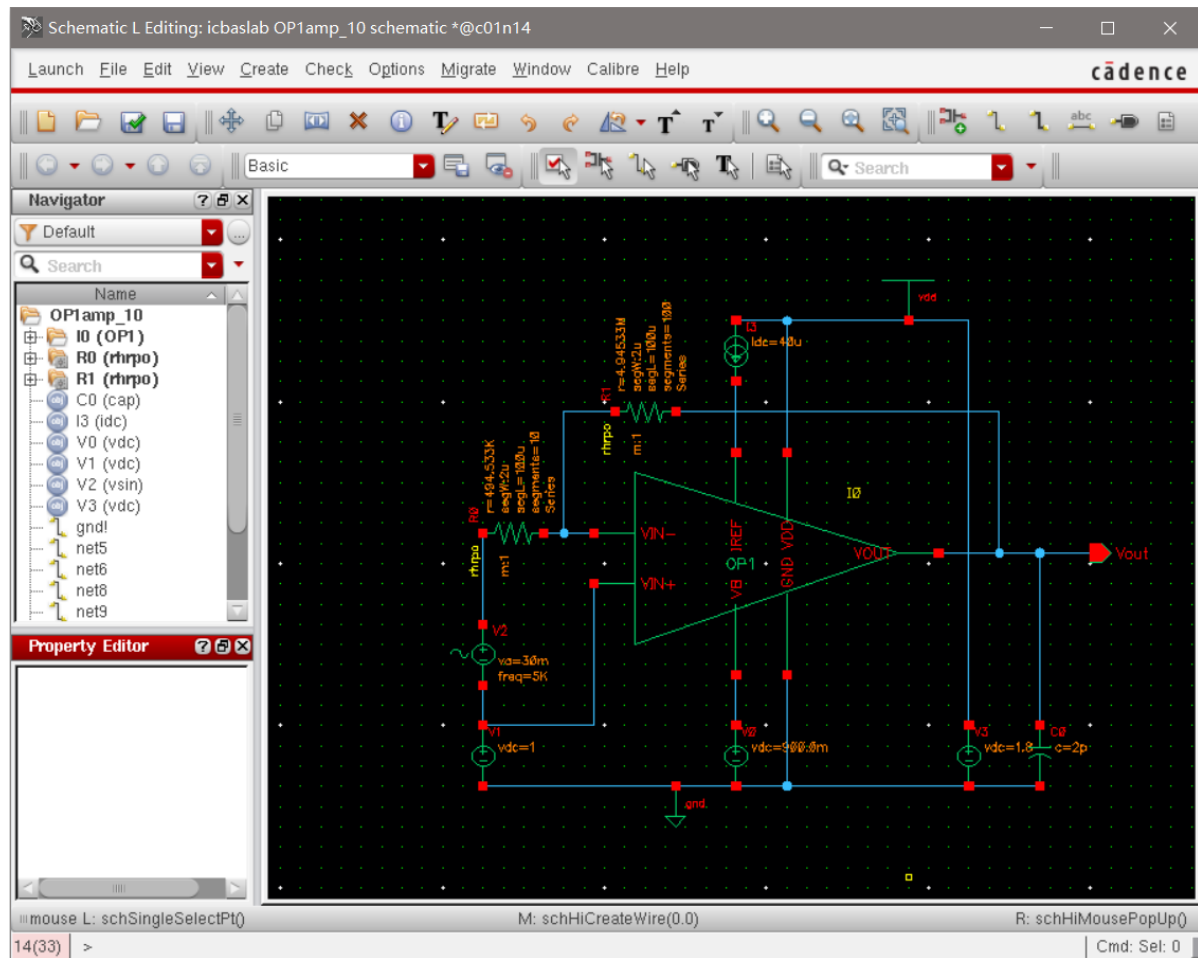 Schematic L Editing: icbaslab OP1amp_10 schematic *@c01n14
Launch File Edit View Create Check Options Migrate Window Calibre Help
cādence
Basic
Search
Navigator
Default
Search
Name
OP1amp_10
I0 (OP1)
R0 (rhrpo)
R1 (rhrpo)
C0 (cap)
I3 (idc)
V0 (vdc)
V1 (vdc)
V2 (vsin)
V3 (vdc)
gnd!
net5
net6
net8
net9
Property Editor
vdd
I3
Idc=40u
R1
r=4.94533M
segW:2u
segL=100u
segments=100
Series
rhrpo
m:1
R0
r=494.533K
segW:2u
segL=100u
segments=10
Series
rhrpo
m:1
I0
VIN-
VIN+
IREF
VDD
OP1
VB
GND
VOUT
Vout
V2
va=30m
freq=5K
V1
vdc=1
V0
vdc=900.0m
V3
vdc=1.8
C0
c=2p
gnd
mouse L: schSingleSelectPt() M: schHiCreateWire(0.0) R: schHiMousePopUp()
14(33) > Cmd: Sel: 0